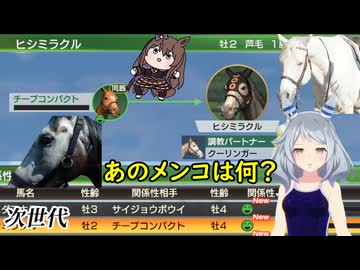 ヒシミラクル 牡2 芦毛 1
同厩
チープコンパクト
ヒシミラクル
調教パートナー
クーリンガー
あのメンコは何？
馬名 性齢 関係性相手 性齢 関係
New
牡3 サイジョウボウイ 牡4
New
次世代
牡2 チープコンパクト 牡2